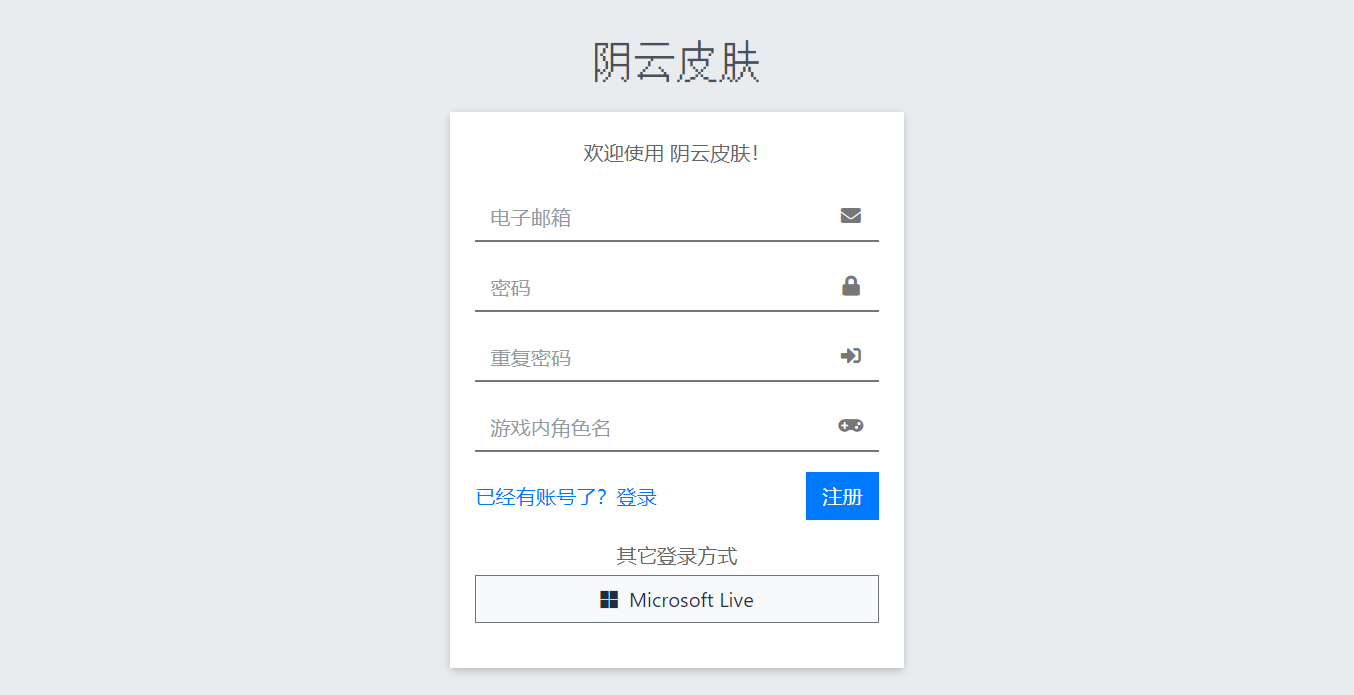 阴云皮肤
欢迎使用 阴云皮肤！
电子邮箱
密码
重复密码
游戏内角色名
已经有账号了？登录
注册
其它登录方式
Microsoft Live